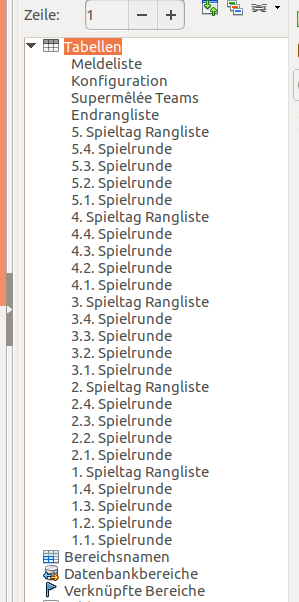 Zeile: 1
Tabellen
Meldeliste
Konfiguration
Supermêlée Teams
Endrangliste
5. Spieltag Rangliste
5.4. Spielrunde
5.3. Spielrunde
5.2. Spielrunde
5.1. Spielrunde
4. Spieltag Rangliste
4.4. Spielrunde
4.3. Spielrunde
4.2. Spielrunde
4.1. Spielrunde
3. Spieltag Rangliste
3.4. Spielrunde
3.3. Spielrunde
3.2. Spielrunde
3.1. Spielrunde
2. Spieltag Rangliste
2.4. Spielrunde
2.3. Spielrunde
2.2. Spielrunde
2.1. Spielrunde
1. Spieltag Rangliste
1.4. Spielrunde
1.3. Spielrunde
1.2. Spielrunde
1.1. Spielrunde
Bereichsnamen
Datenbankbereiche
Verknüpfte Bereiche